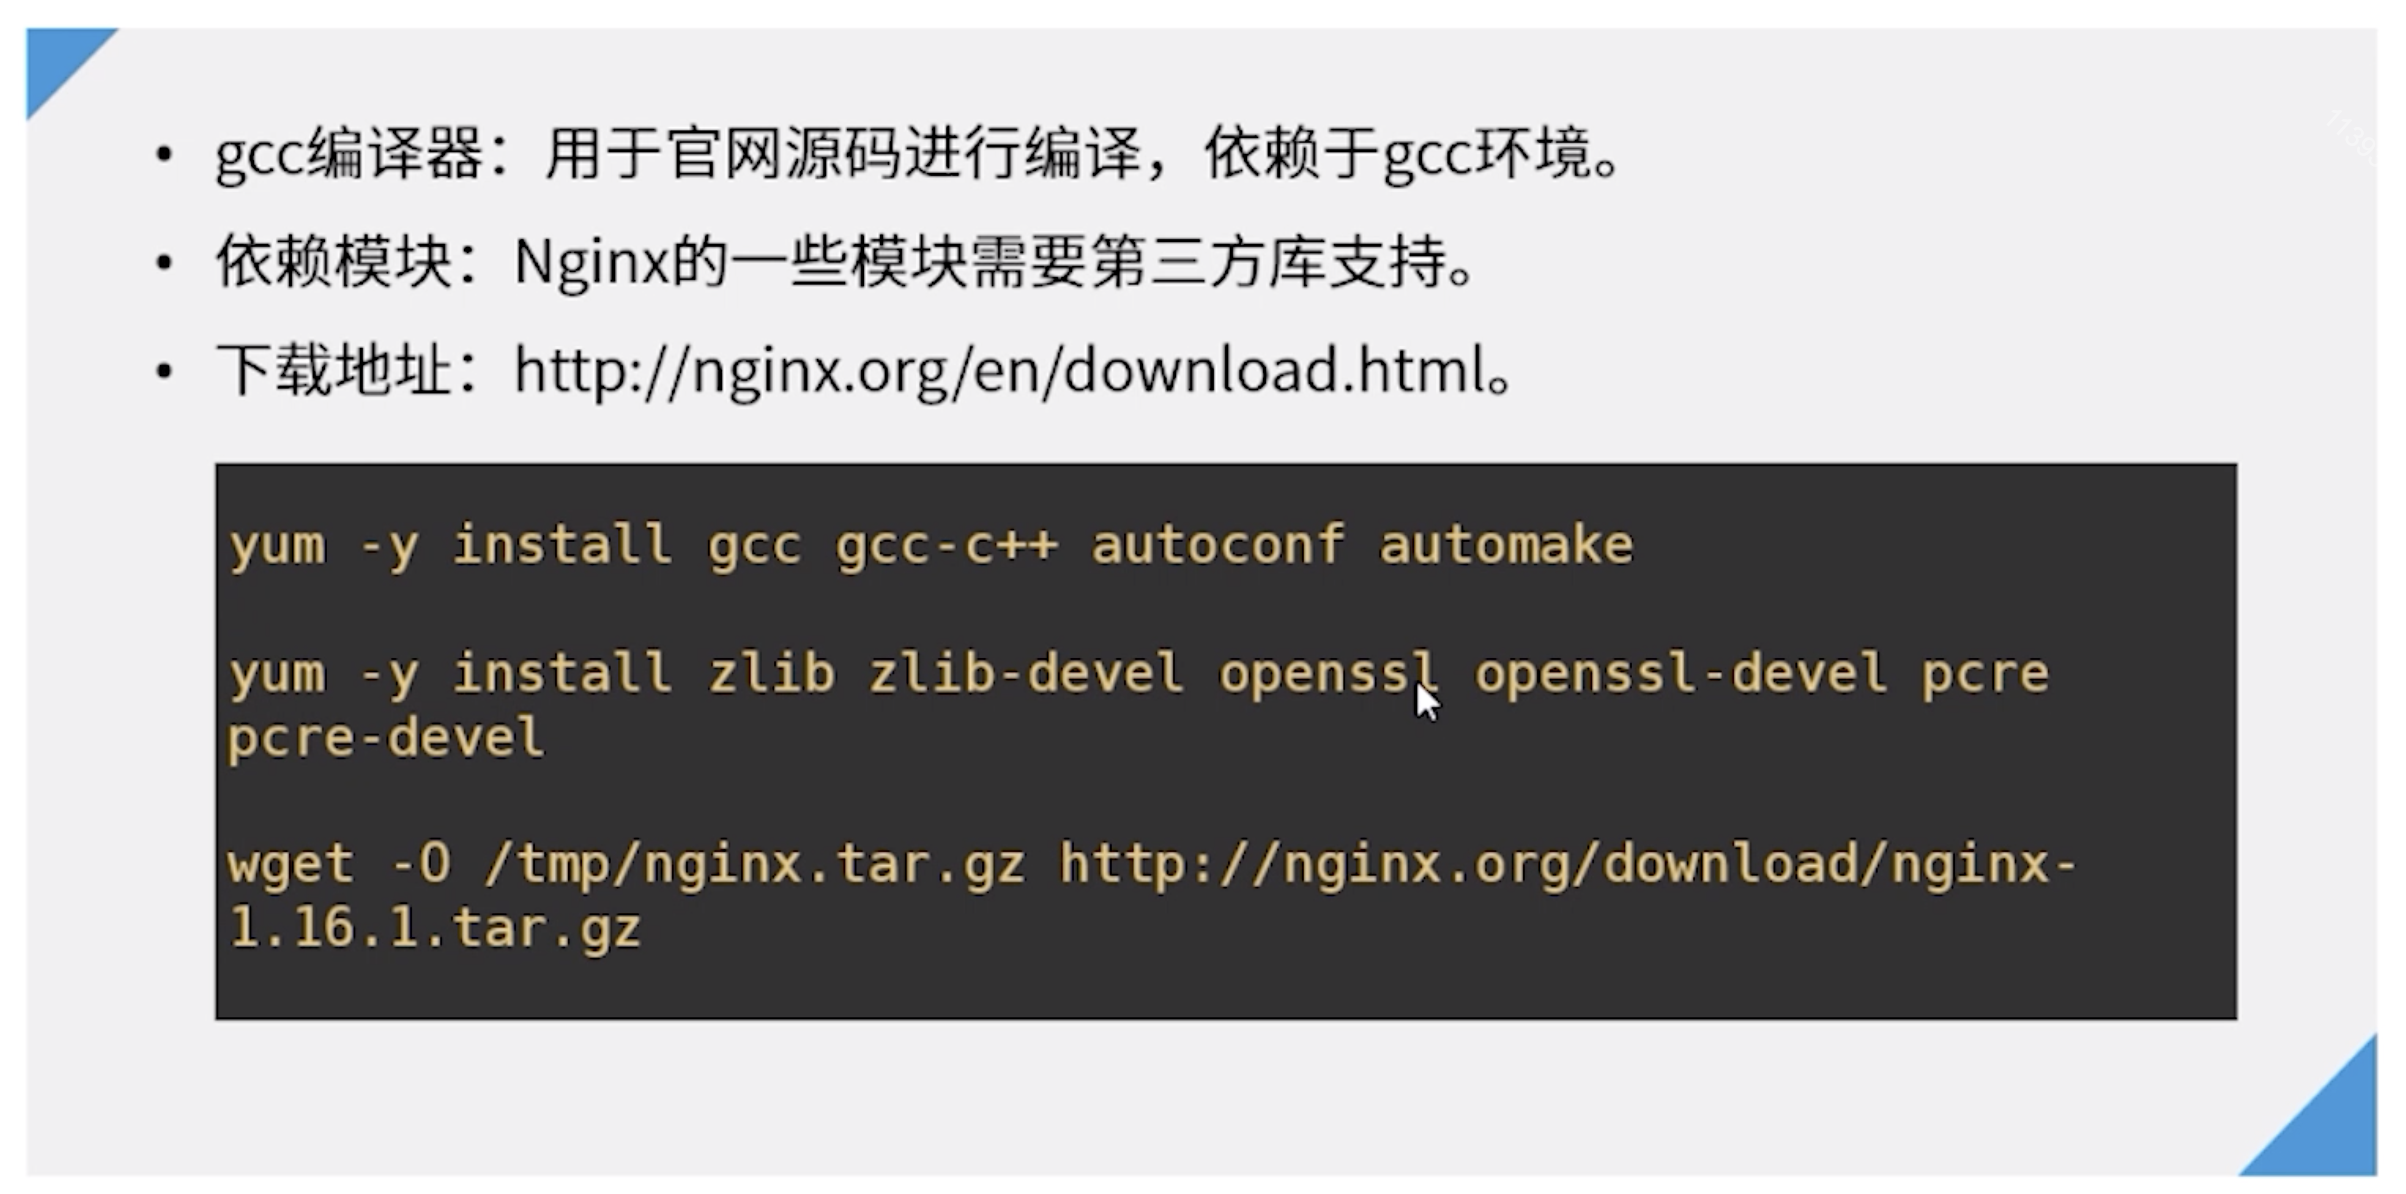 • gcc编译器：用于官网源码进行编译，依赖于gcc环境。
• 依赖模块：Nginx的一些模块需要第三方库支持。
• 下载地址：http://nginx.org/en/download.html。
yum -y install gcc gcc-c++ autoconf automake
yum -y install zlib zlib-devel openssl openssl-devel pcre
pcre-devel
wget -O /tmp/nginx.tar.gz http://nginx.org/download/nginx-
1.16.1.tar.gz